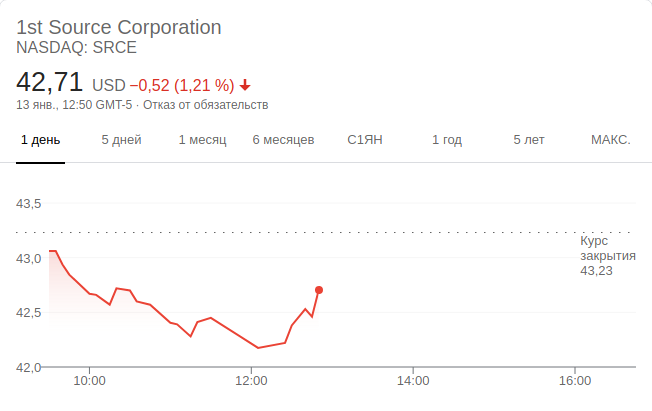 1st Source Corporation
NASDAQ: SRCE
42,71 USD −0,52 (1,21 %)
13 янв., 12:50 GMT-5 · Отказ от обязательств
1 день 5 дней 1 месяц 6 месяцев С1ЯН 1 год 5 лет МАКС.
43,5
Курс
закрытия
43,23
43,0
42,5
42,0
10:00 12:00 14:00 16:00